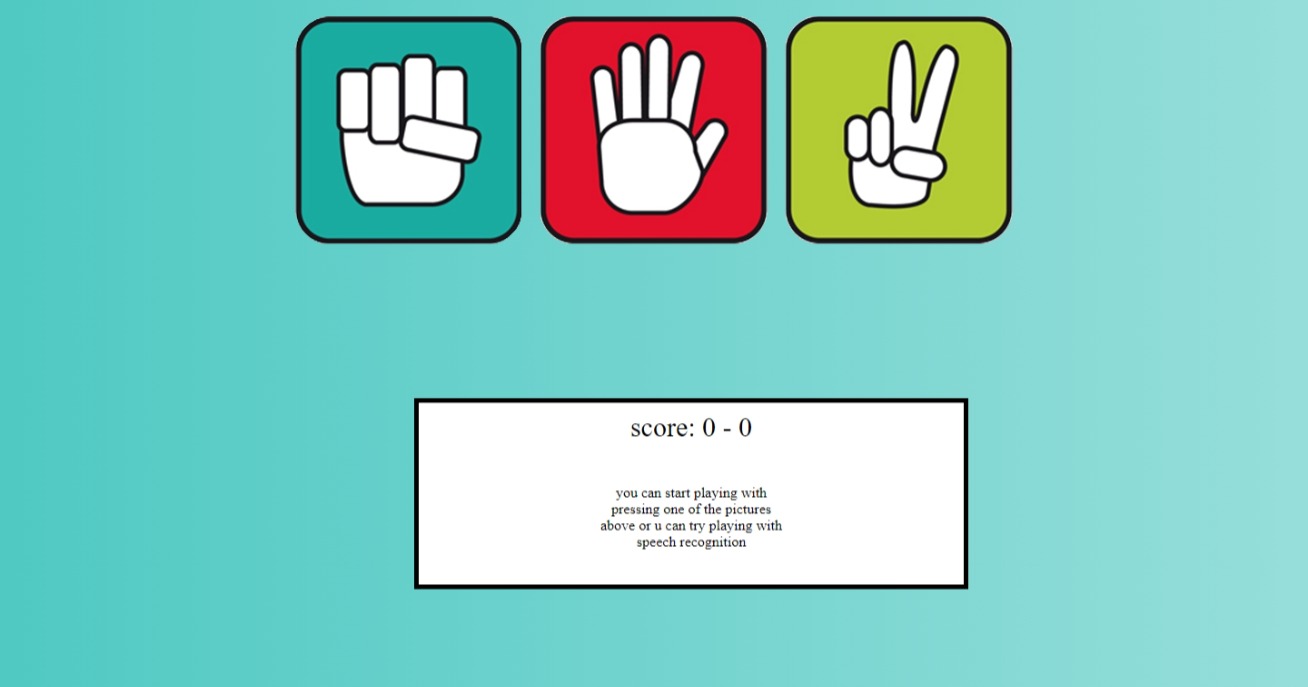 score: 0 - 0
you can start playing with
pressing one of the pictures
above or u can try playing with
speech recognition